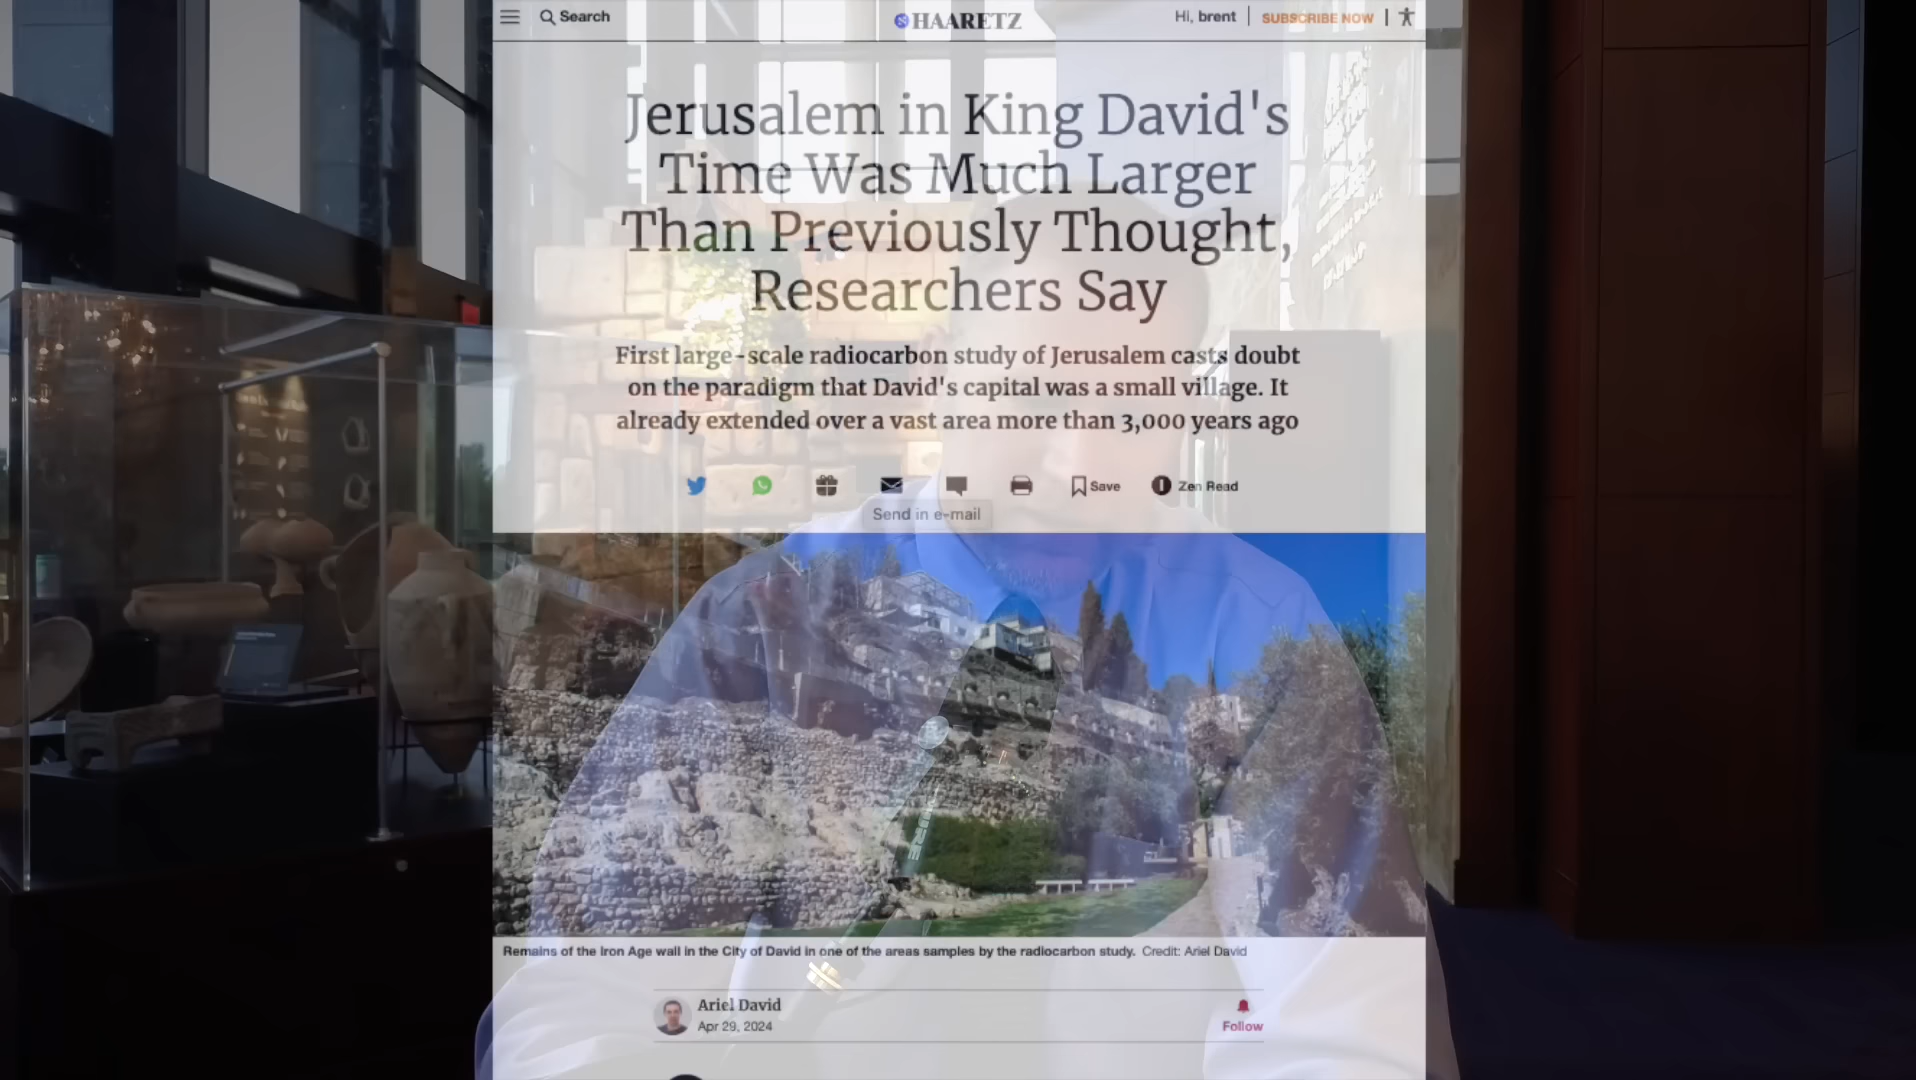 Search
HAARETZ
Hi, brent
SUBSCRIBE NOW
Jerusalem in King David's
Time Was Much Larger
Than Previously Thought,
Researchers Say
First large-scale radiocarbon study of Jerusalem casts doubt
on the paradigm that David's capital was a small village. It
already extended over a vast area more than 3,000 years ago
Save
Zen Read
Send in e-mail
Remains of the Iron Age wall in the City of David in one of the areas samples by the radiocarbon study. Credit: Ariel David
Ariel David
Apr 29, 2024
Follow